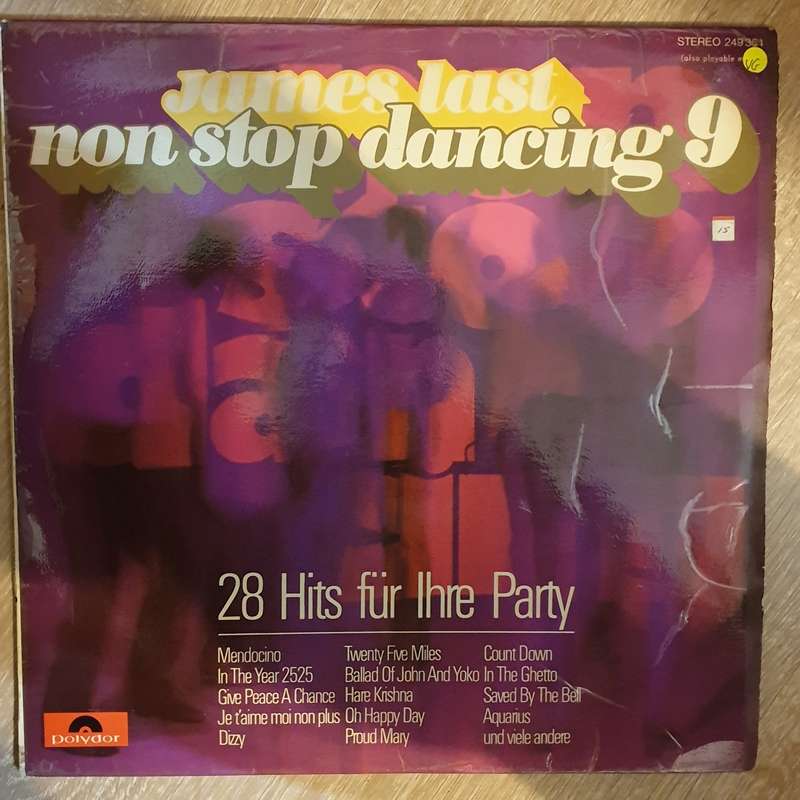 STEREO 249 361
(also playable
VG
james last
non stop dancing 9
15
28 Hits für Ihre Party
Mendocino
In The Year 2525
Give Peace A Chance
Je t'aime moi non plus
Dizzy
Twenty Five Miles
Ballad Of John And Yoko
Hare Krishna
Oh Happy Day
Proud Mary
Count Down
In The Ghetto
Saved By The Bell
Aquarius
und viele andere
polydor